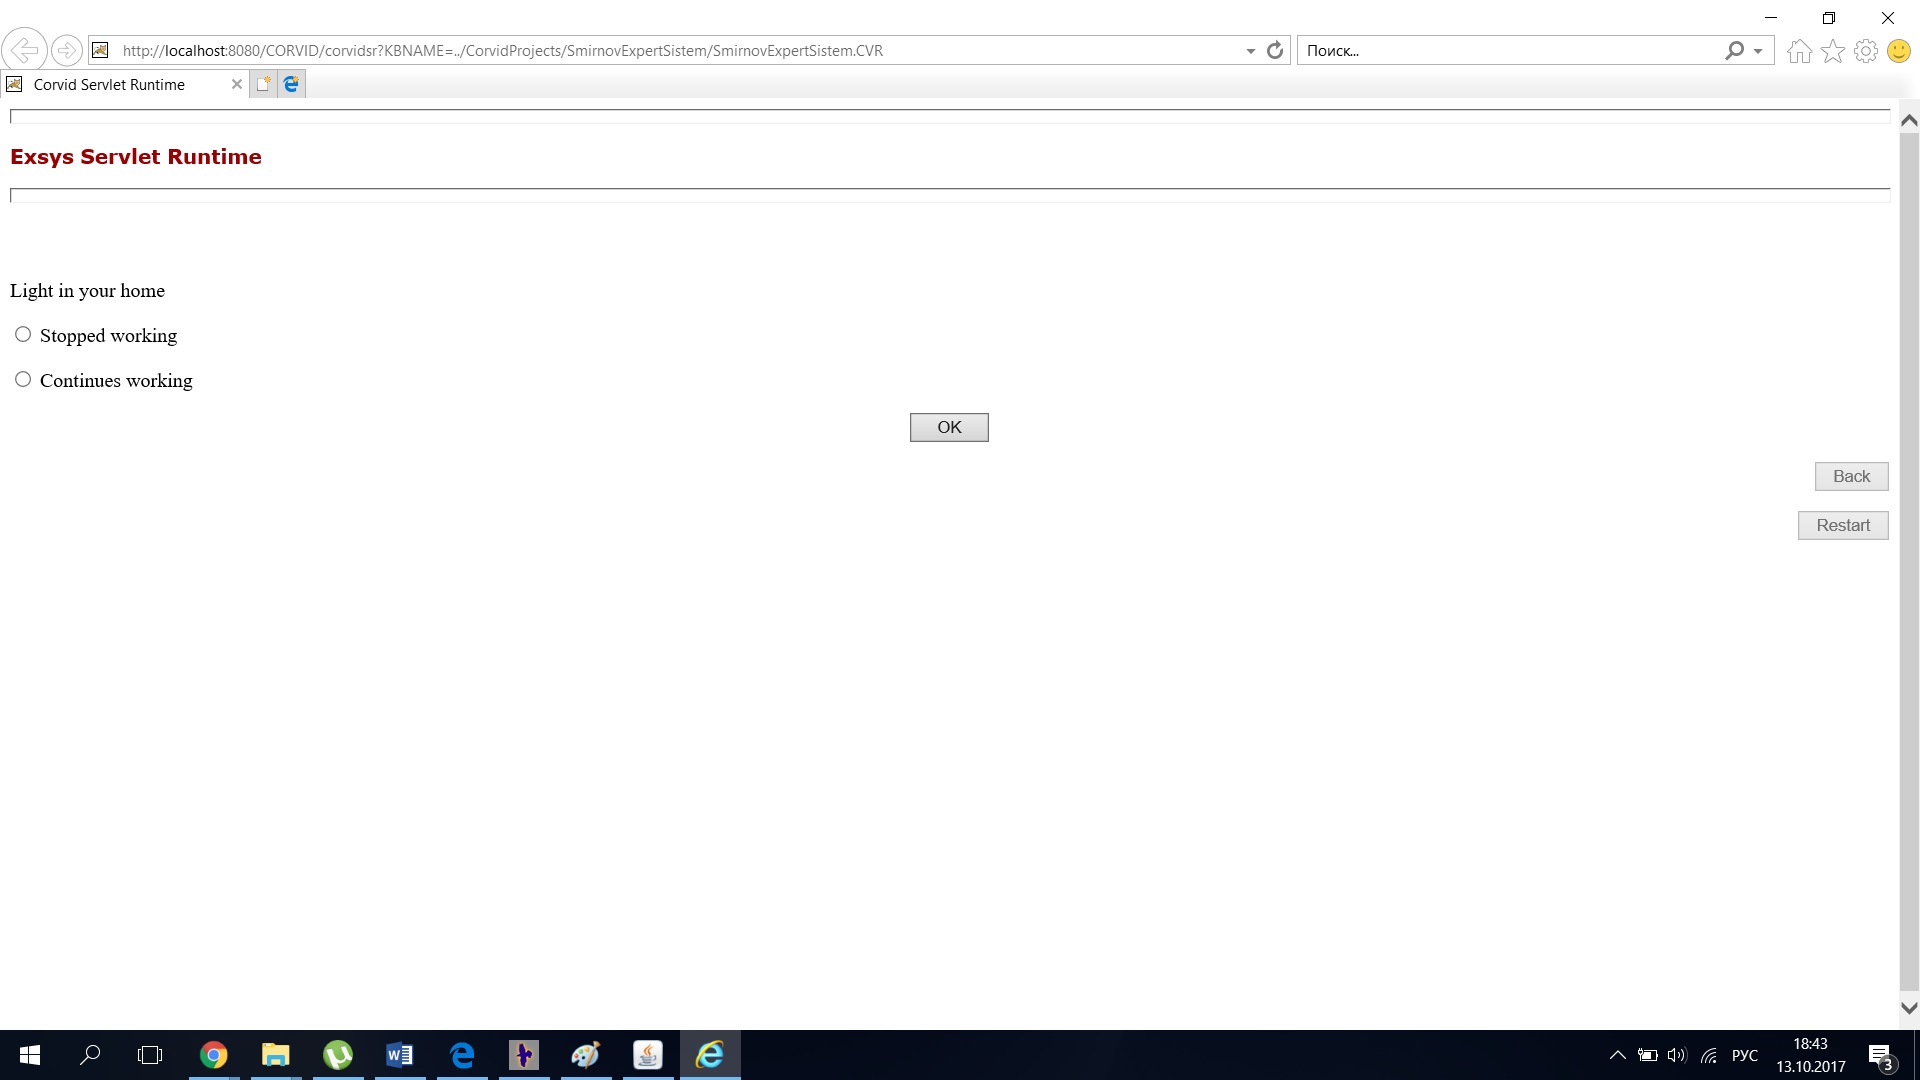 http://localhost:8080/CORVID/corvidsr?KBNAME=../CorvidProjects/SmirnovExpertSistem/SmirnovExpertSistem.CVR
Поиск...
Corvid Servlet Runtime
Exsys Servlet Runtime
Light in your home
Stopped working
Continues working
OK
Back
Restart
РУС
18:43
13.10.2017
3